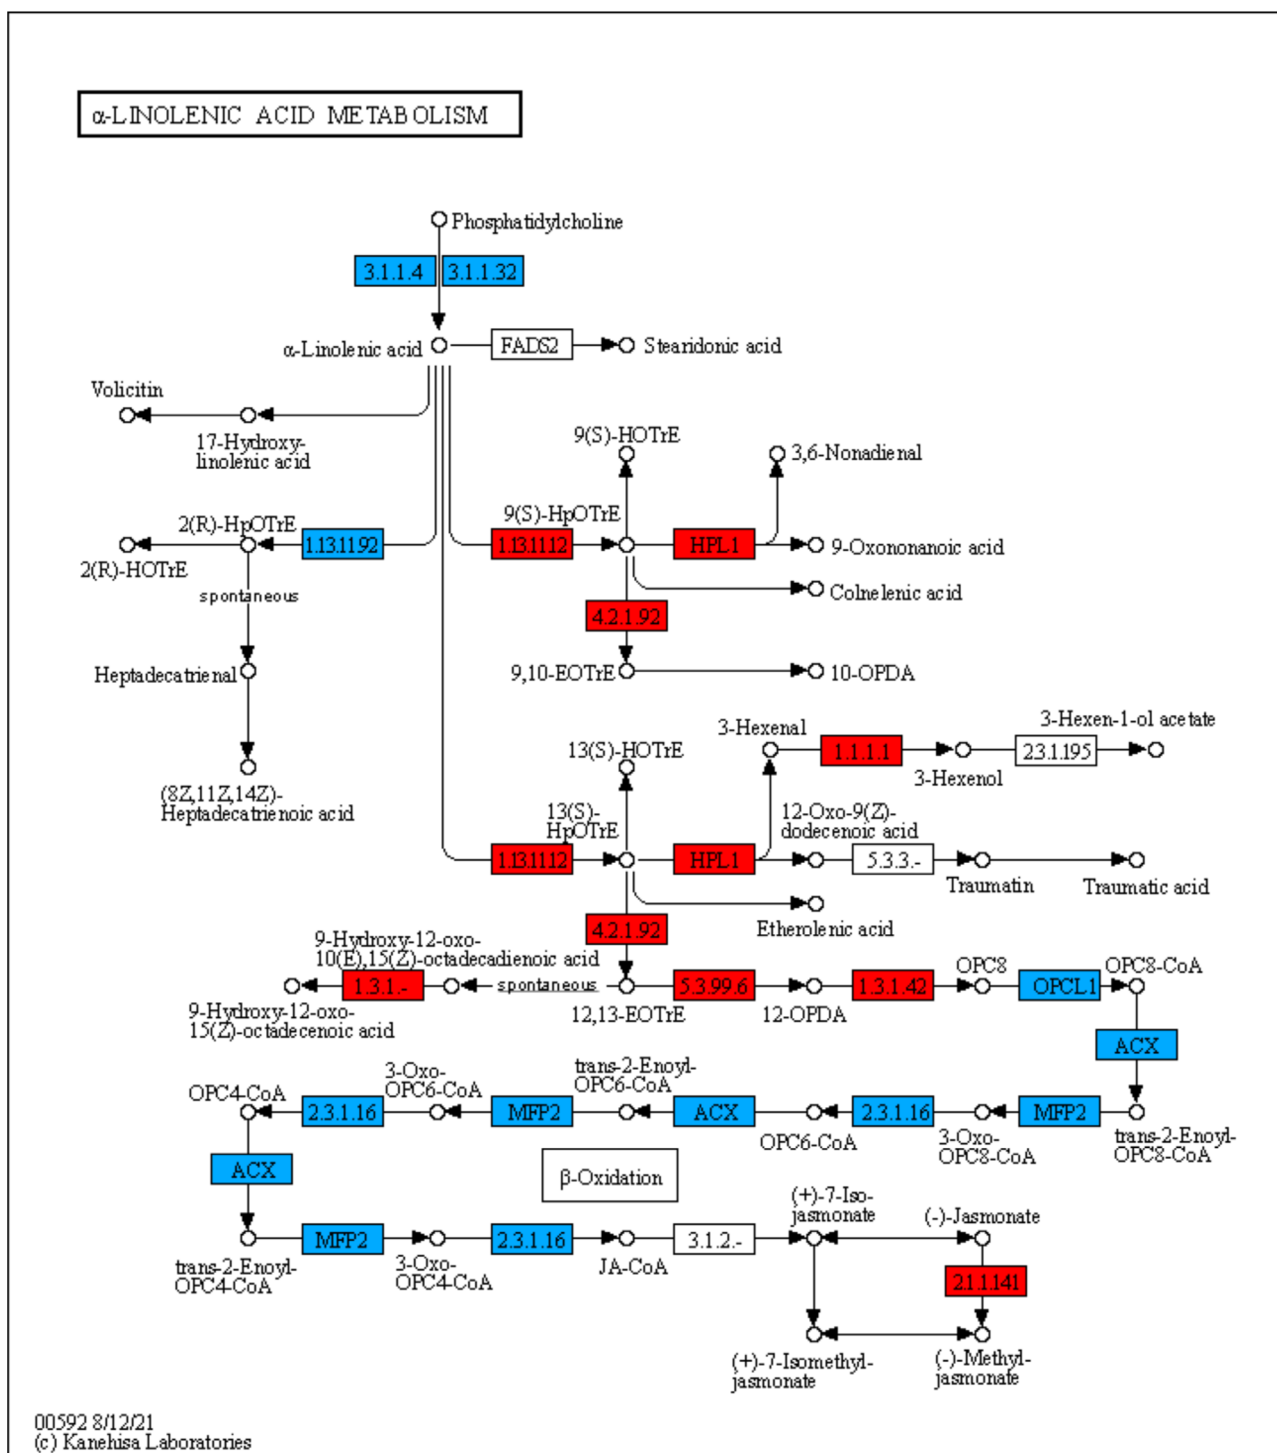 α-LINOLENIC ACID METABOLISM
Phosphatidylcholine
3.1.1.4
3.1.1.32
α-Linolenic acid
FADS2
Stearidonic acid
Volicitin
17-Hydroxy-
linolenic acid
9(S)-HOTrE
3,6-Nonadienal
2(R)-HpOTrE
1.13.1192
9(S)-HpOTrE
1.13.1112
HPL1
9-Oxononanoic acid
2(R)-HOTrE
spontaneous
Colnelenic acid
4.2.1.92
Heptadecatrienal
9,10-EOTrE
10-OPDA
3-Hexenal
3-Hexen-1-ol acetate
13(S)-HOTrE
1.1.1.1
2.3.1.195
3-Hexenol
(8Z,11Z,14Z)-
Heptadecatrienoic acid
13(S)-
HpOTrE
12-Oxo-9(Z)-
dodecenoic acid
1.13.1112
HPL1
5.3.3.-
Traumatin
Traumatic acid
4.2.1.92
Etherolenic acid
9-Hydroxy-12-oxo-
10(E),15(Z)-octadecadienoic acid
OPC8
OPC8-CoA
1.3.1.-
spontaneous
5.3.99.6
1.3.1.42
OPCL1
9-Hydroxy-12-oxo-
15(Z)-octadecenoic acid
12,13-EOTrE
12-OPDA
ACX
OPC4-CoA
3-Oxo-
OPC6-CoA
trans-2-Enoyl-
OPC6-CoA
2.3.1.16
MFP2
ACX
2.3.1.16
MFP2
OPC6-CoA
3-Oxo-
OPC8-CoA
trans-2-Enoyl-
OPC8-CoA
ACX
β-Oxidation
(+)-7-Iso-
jasmonate
(-)-Jasmonate
MFP2
2.3.1.16
3.1.2.-
trans-2-Enoyl-
OPC4-CoA
3-Oxo-
OPC4-CoA
JA-CoA
2.1.1.141
(+)-7-Isomethyl-
jasmonate
(-)-Methyl-
jasmonate
00592 8/12/21
(c) Kanehisa Laboratories